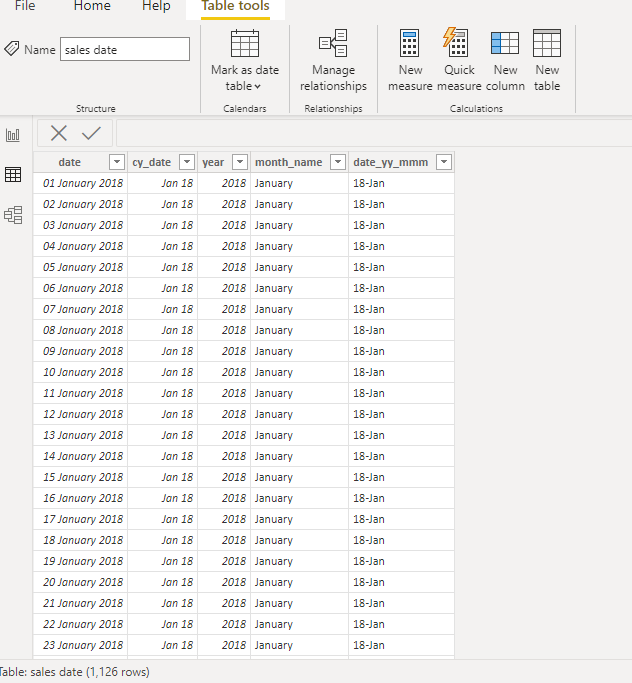 File Home Help Table tools
Name sales date
Mark as date
table
Manage
relationships
New
measure
Quick
measure
New
column
New
table
Structure Calendars Relationships Calculations
date cy_date year month_name date_yy_mmm
01 January 2018 Jan 18 2018 January 18-Jan
02 January 2018 Jan 18 2018 January 18-Jan
03 January 2018 Jan 18 2018 January 18-Jan
04 January 2018 Jan 18 2018 January 18-Jan
05 January 2018 Jan 18 2018 January 18-Jan
06 January 2018 Jan 18 2018 January 18-Jan
07 January 2018 Jan 18 2018 January 18-Jan
08 January 2018 Jan 18 2018 January 18-Jan
09 January 2018 Jan 18 2018 January 18-Jan
10 January 2018 Jan 18 2018 January 18-Jan
11 January 2018 Jan 18 2018 January 18-Jan
12 January 2018 Jan 18 2018 January 18-Jan
13 January 2018 Jan 18 2018 January 18-Jan
14 January 2018 Jan 18 2018 January 18-Jan
15 January 2018 Jan 18 2018 January 18-Jan
16 January 2018 Jan 18 2018 January 18-Jan
17 January 2018 Jan 18 2018 January 18-Jan
18 January 2018 Jan 18 2018 January 18-Jan
19 January 2018 Jan 18 2018 January 18-Jan
20 January 2018 Jan 18 2018 January 18-Jan
21 January 2018 Jan 18 2018 January 18-Jan
22 January 2018 Jan 18 2018 January 18-Jan
23 January 2018 Jan 18 2018 January 18-Jan
Table: sales date (1,126 rows)